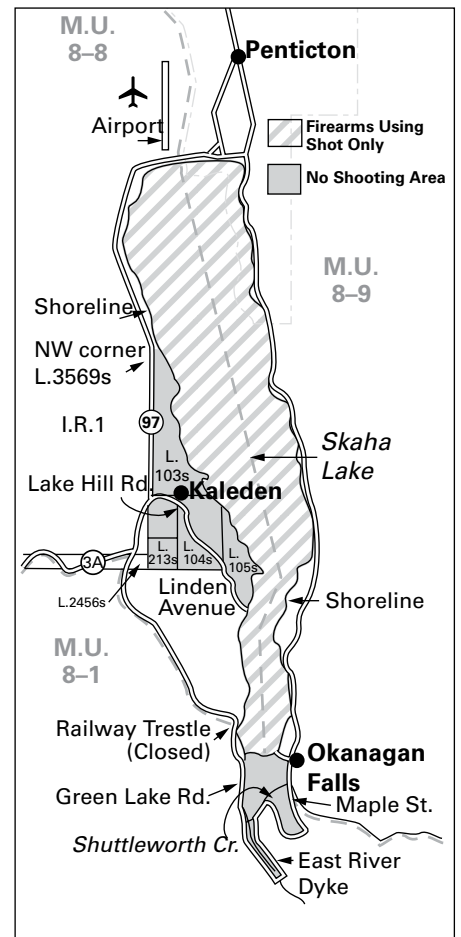 M.U.
8–8
Penticton
Airport
Firearms Using
Shot Only
No Shooting Area
M.U.
8–9
Shoreline
NW corner
L.3569s
I.R.1
97
L.
103s
Skaha
Lake
Lake Hill Rd.
Kaleden
3A
L.
213s
L.
104s
L.
105s
L.2456s
Linden
Avenue
Shoreline
M.U.
8–1
Railway Trestle
(Closed)
Okanagan
Falls
Green Lake Rd.
Maple St.
Shuttleworth Cr.
East River
Dyke